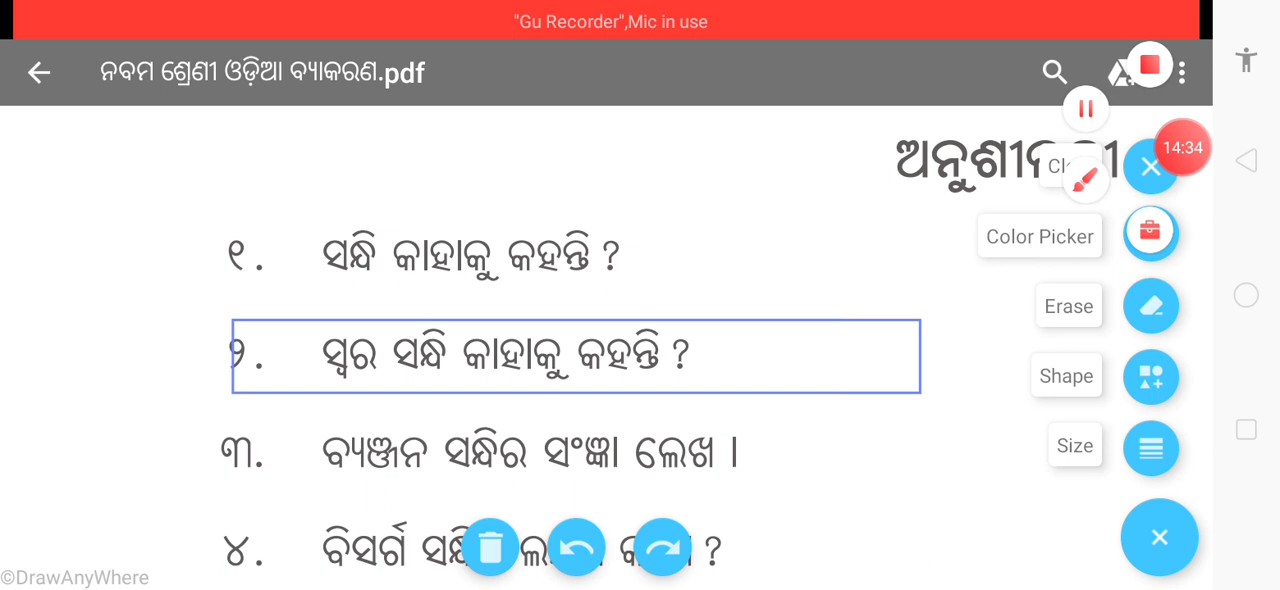 "Gu Recorder",Mic in use
ନବମ ଶ୍ରେଣୀ ଓଡ଼ିଆ ବ୍ୟାକରଣ.pdf
14:34
Color Picker
୧. ସନ୍ଧି କାହାକୁ କହନ୍ତି ?
Erase
୨. ସ୍ଵର ସନ୍ଧି କାହାକୁ କହନ୍ତି ?
Shape
୩. ବ୍ୟଞ୍ଜନ ସନ୍ଧିର ସଂଜ୍ଞା ଲେଖ ।
Size
୪. ବିସର୍ଗ ?
©DrawAnyWhere